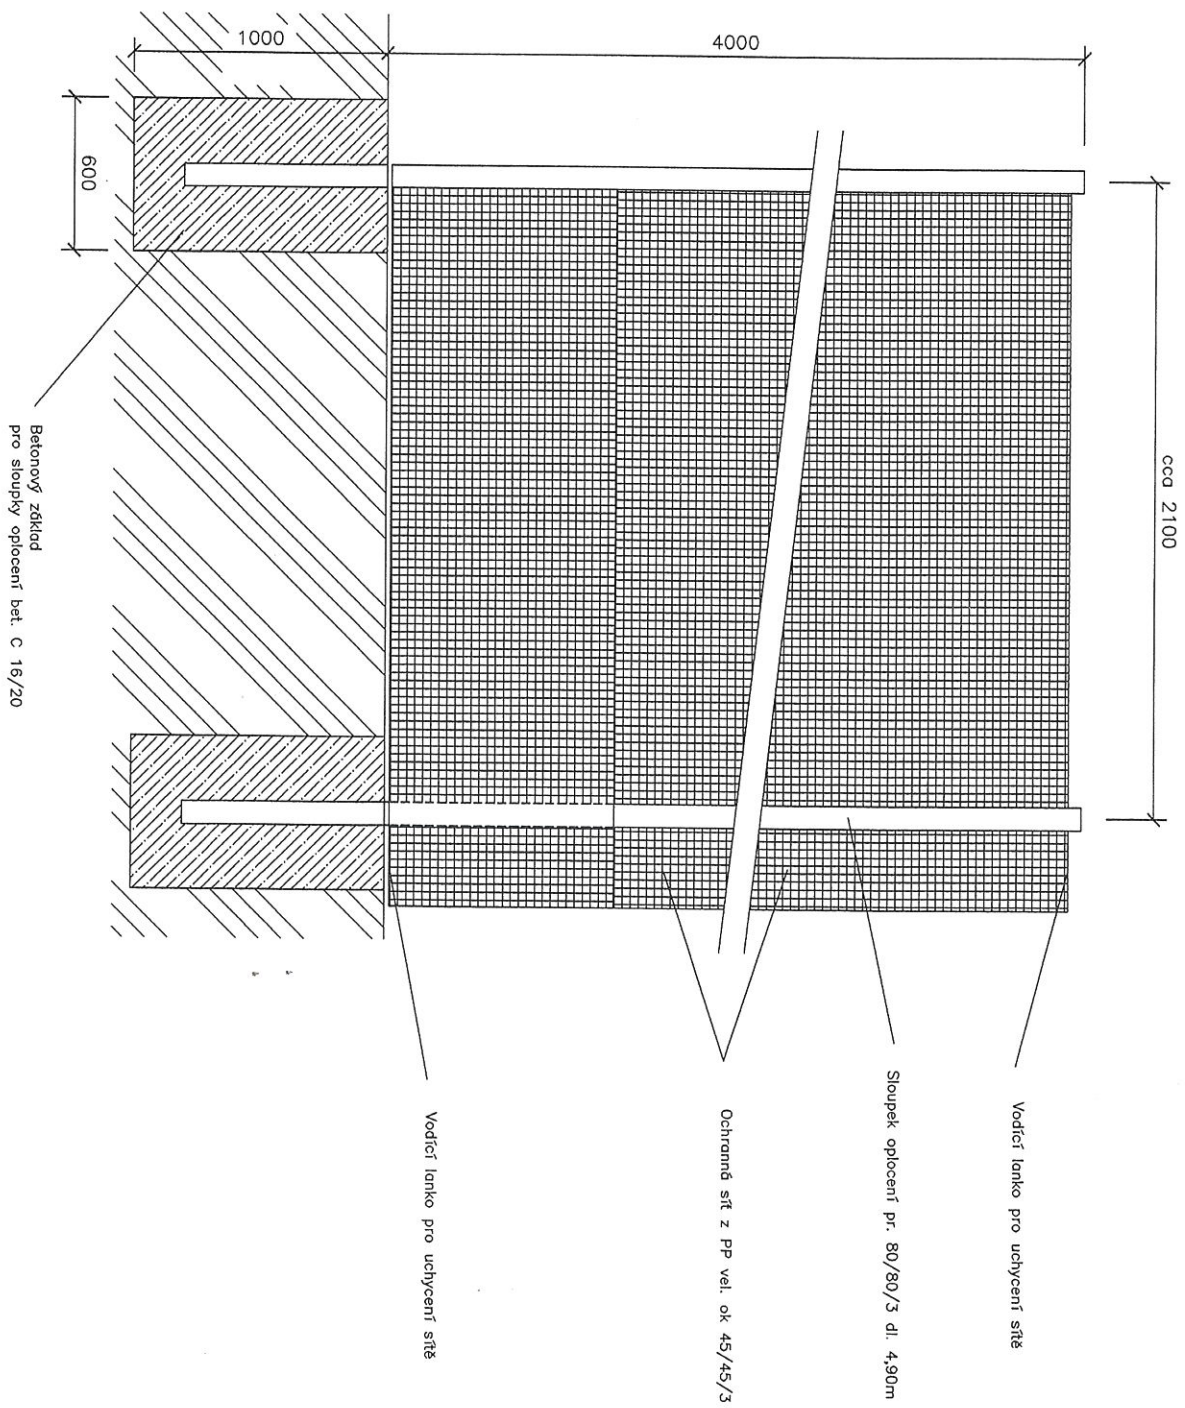 cca 2100
4000
1000
600
Vodící lanko pro uchycení sítě
Sloupek oplocení pr. 80/80/3 dl. 4,90m
Ochranná síť z PP vel. ok 45/45/3
Vodící lanko pro uchycení sítě
Betonový základ
pro sloupky oplocení bet. C 16/20